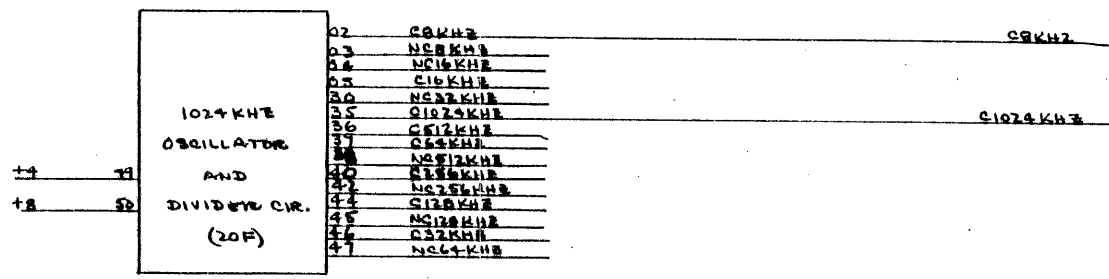 02 C8KHZ C8KHZ
03 NC8KHZ
04 NC16KHZ
05 C16KHZ
30 NC32KHZ
35 C1024KHZ C1024KHZ
36 C512KHZ
39 C64KHZ
NC512KHZ
40 C256KHZ
42 NC256KHZ
44 C128KHZ
45 NC128KHZ
46 C32KHZ
47 NC64KHZ
1024KHZ
OSCILLATOR
AND
DIVIDER CIR.
(20F)
+4 49
+8 50